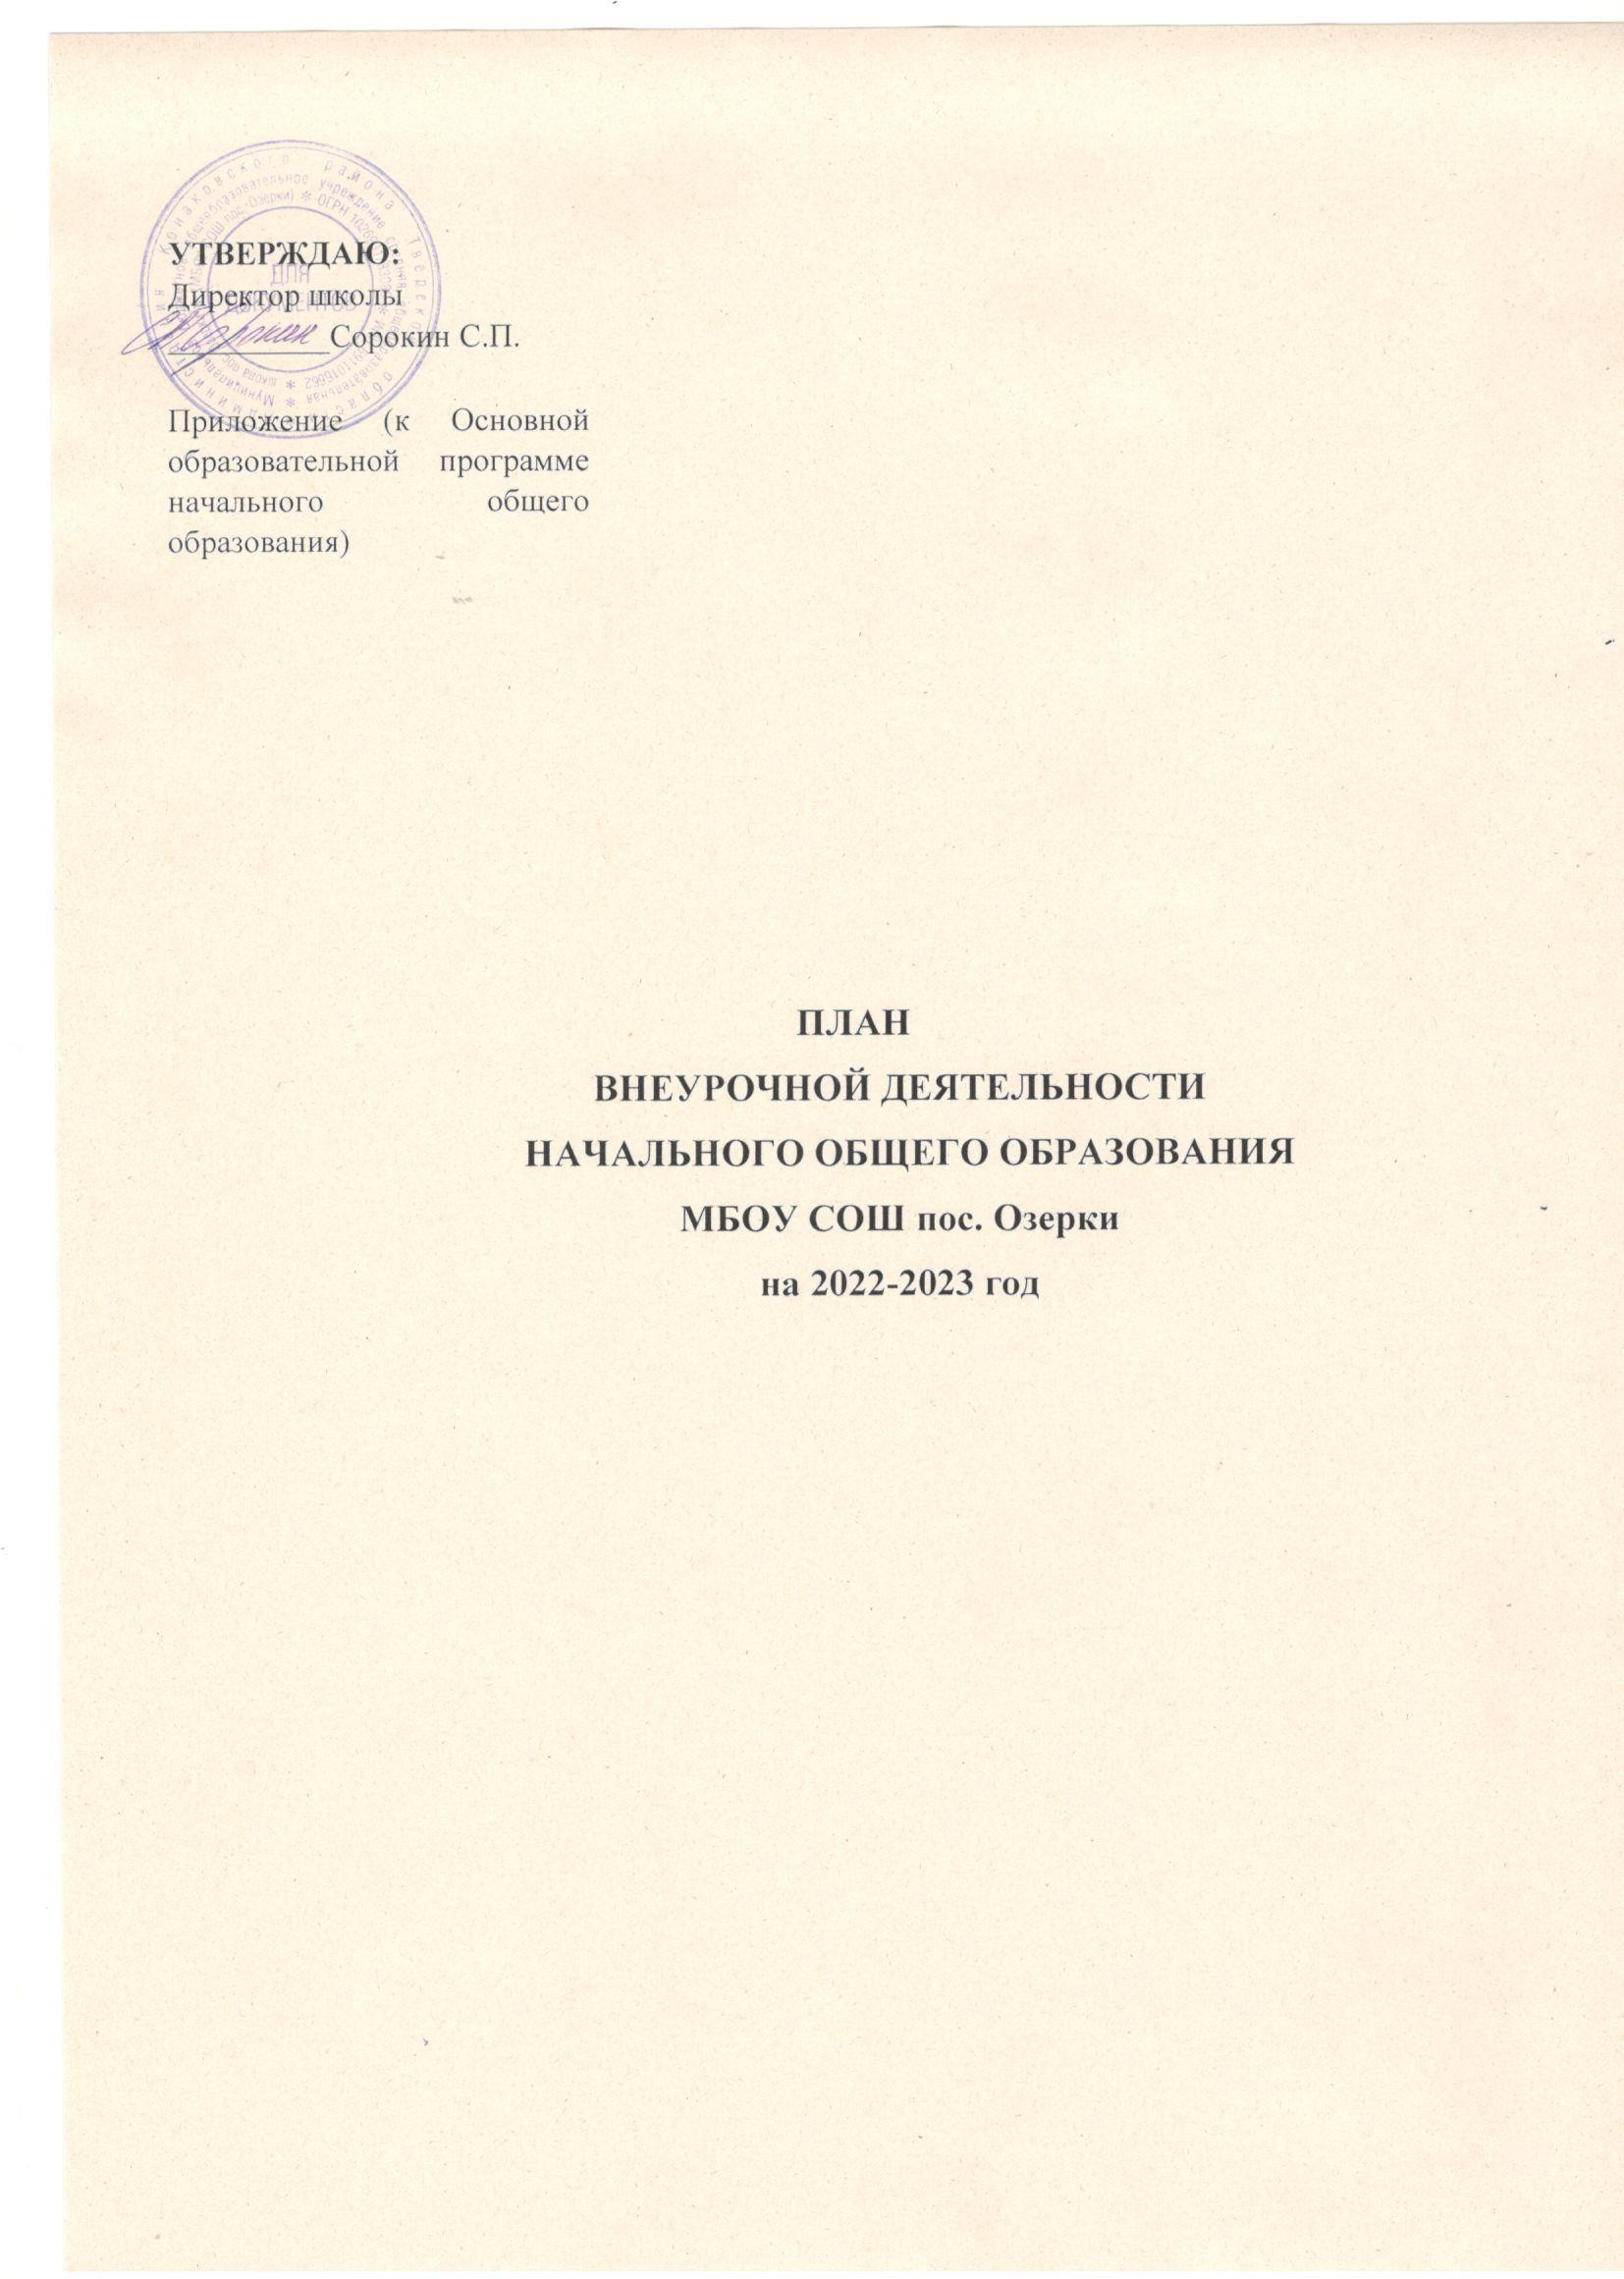 УТВЕРЖДАЮ:
Директор школы
Сорокин С.П.
Приложение (к Основной
образовательной программе
начального общего
образования)
ПЛАН
ВНЕУРОЧНОЙ ДЕЯТЕЛЬНОСТИ
НАЧАЛЬНОГО ОБЩЕГО ОБРАЗОВАНИЯ
МБОУ СОШ пос. Озерки
на 2022-2023 год